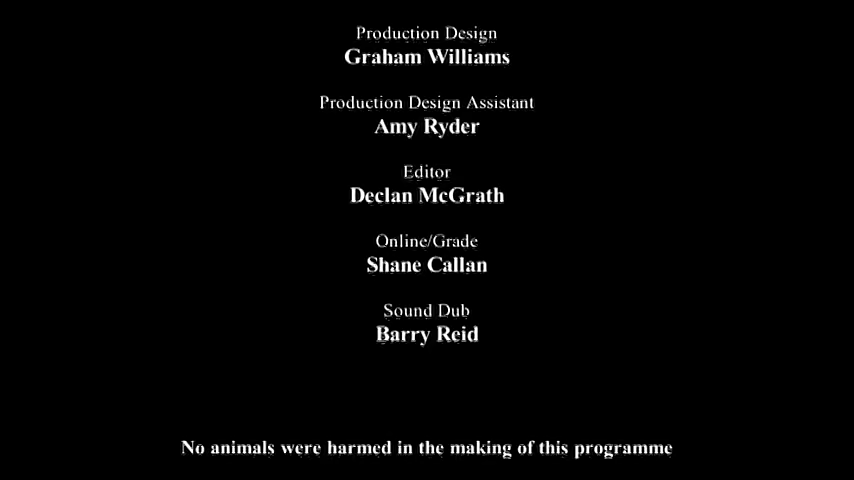 Production Design
Graham Williams
Production Design Assistant
Amy Ryder
Editor
Declan McGrath
Online/Grade
Shane Callan
Sound Dub
Barry Reid
No animals were harmed in the making of this programme